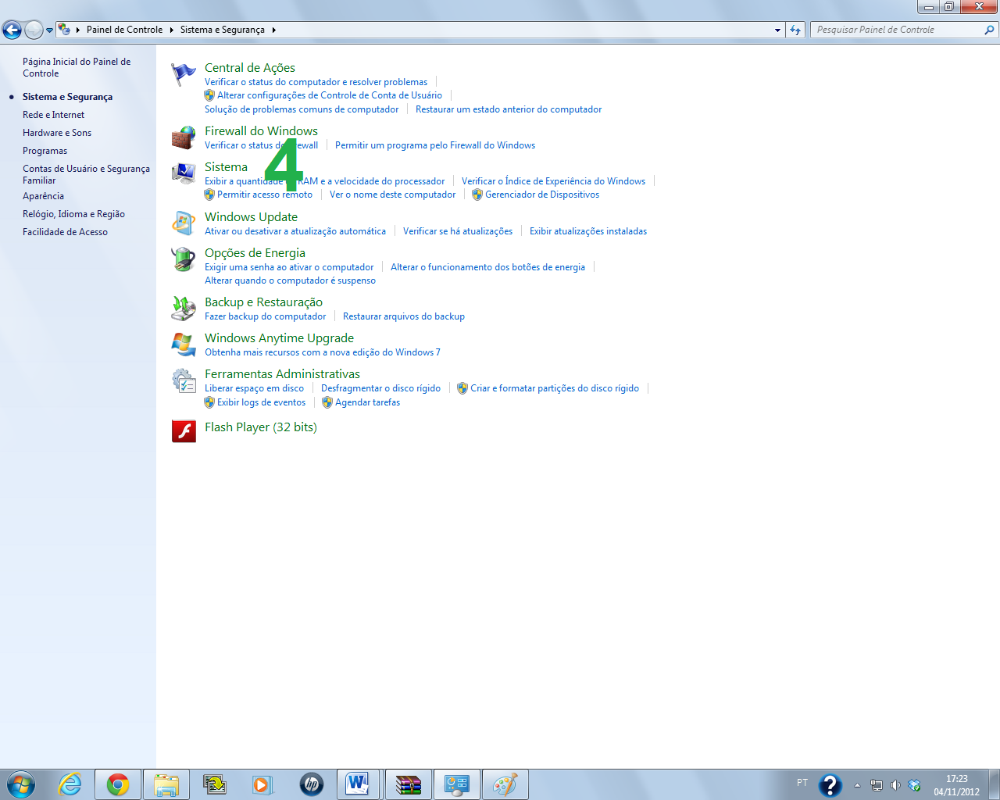 Painel de Controle Sistema e Segurança Pesquisar Painel de Controle
Página Inicial do Painel de
Controle
Sistema e Segurança
Rede e Internet
Hardware e Sons
Programas
Contas de Usuário e Segurança
Familiar
Aparência
Relógio, Idioma e Região
Facilidade de Acesso
Central de Ações
Verificar o status do computador e resolver problemas
Alterar configurações de Controle de Conta de Usuário
Solução de problemas comuns de computador Restaurar um estado anterior do computador
Firewall do Windows
Verificar o status do firewall Permitir um programa pelo Firewall do Windows
4
Sistema
Exibir a quantidade RAM e a velocidade do processador Verificar o Índice de Experiência do Windows
Permitir acesso remoto Ver o nome deste computador Gerenciador de Dispositivos
Windows Update
Ativar ou desativar a atualização automática Verificar se há atualizações Exibir atualizações instaladas
Opções de Energia
Exigir uma senha ao ativar o computador Alterar o funcionamento dos botões de energia
Alterar quando o computador é suspenso
Backup e Restauração
Fazer backup do computador Restaurar arquivos do backup
Windows Anytime Upgrade
Obtenha mais recursos com a nova edição do Windows 7
Ferramentas Administrativas
Liberar espaço em disco Desfragmentar o disco rígido Criar e formatar partições do disco rígido
Exibir logs de eventos Agendar tarefas
Flash Player (32 bits)
hp W PT ? 17:23
04/11/2012